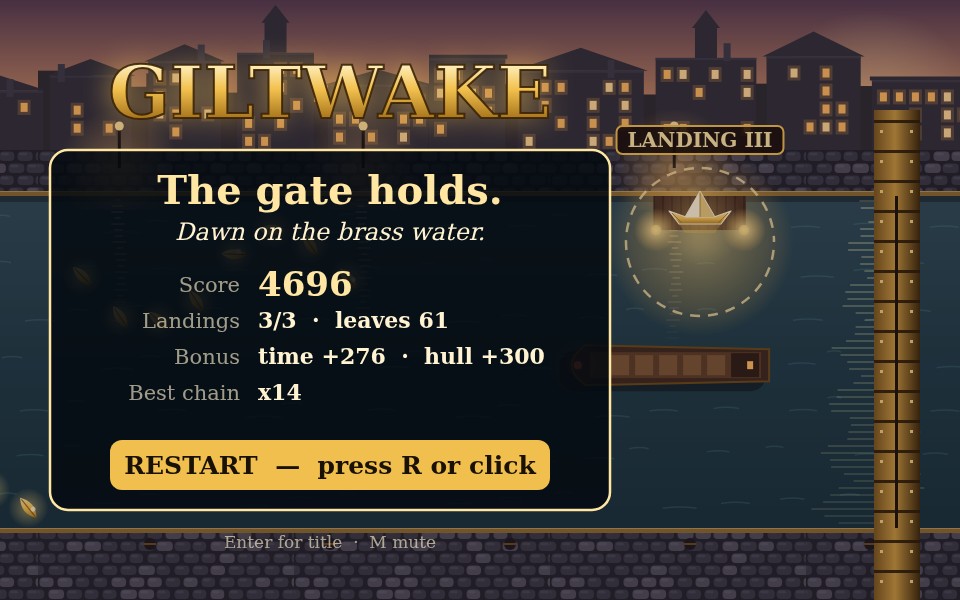 GILTWAKE
LANDING III
The gate holds.
Dawn on the brass water.
Score 4696
Landings 3/3 · leaves 61
Bonus time +276 · hull +300
Best chain x14
RESTART — press R or click
Enter for title · M mute